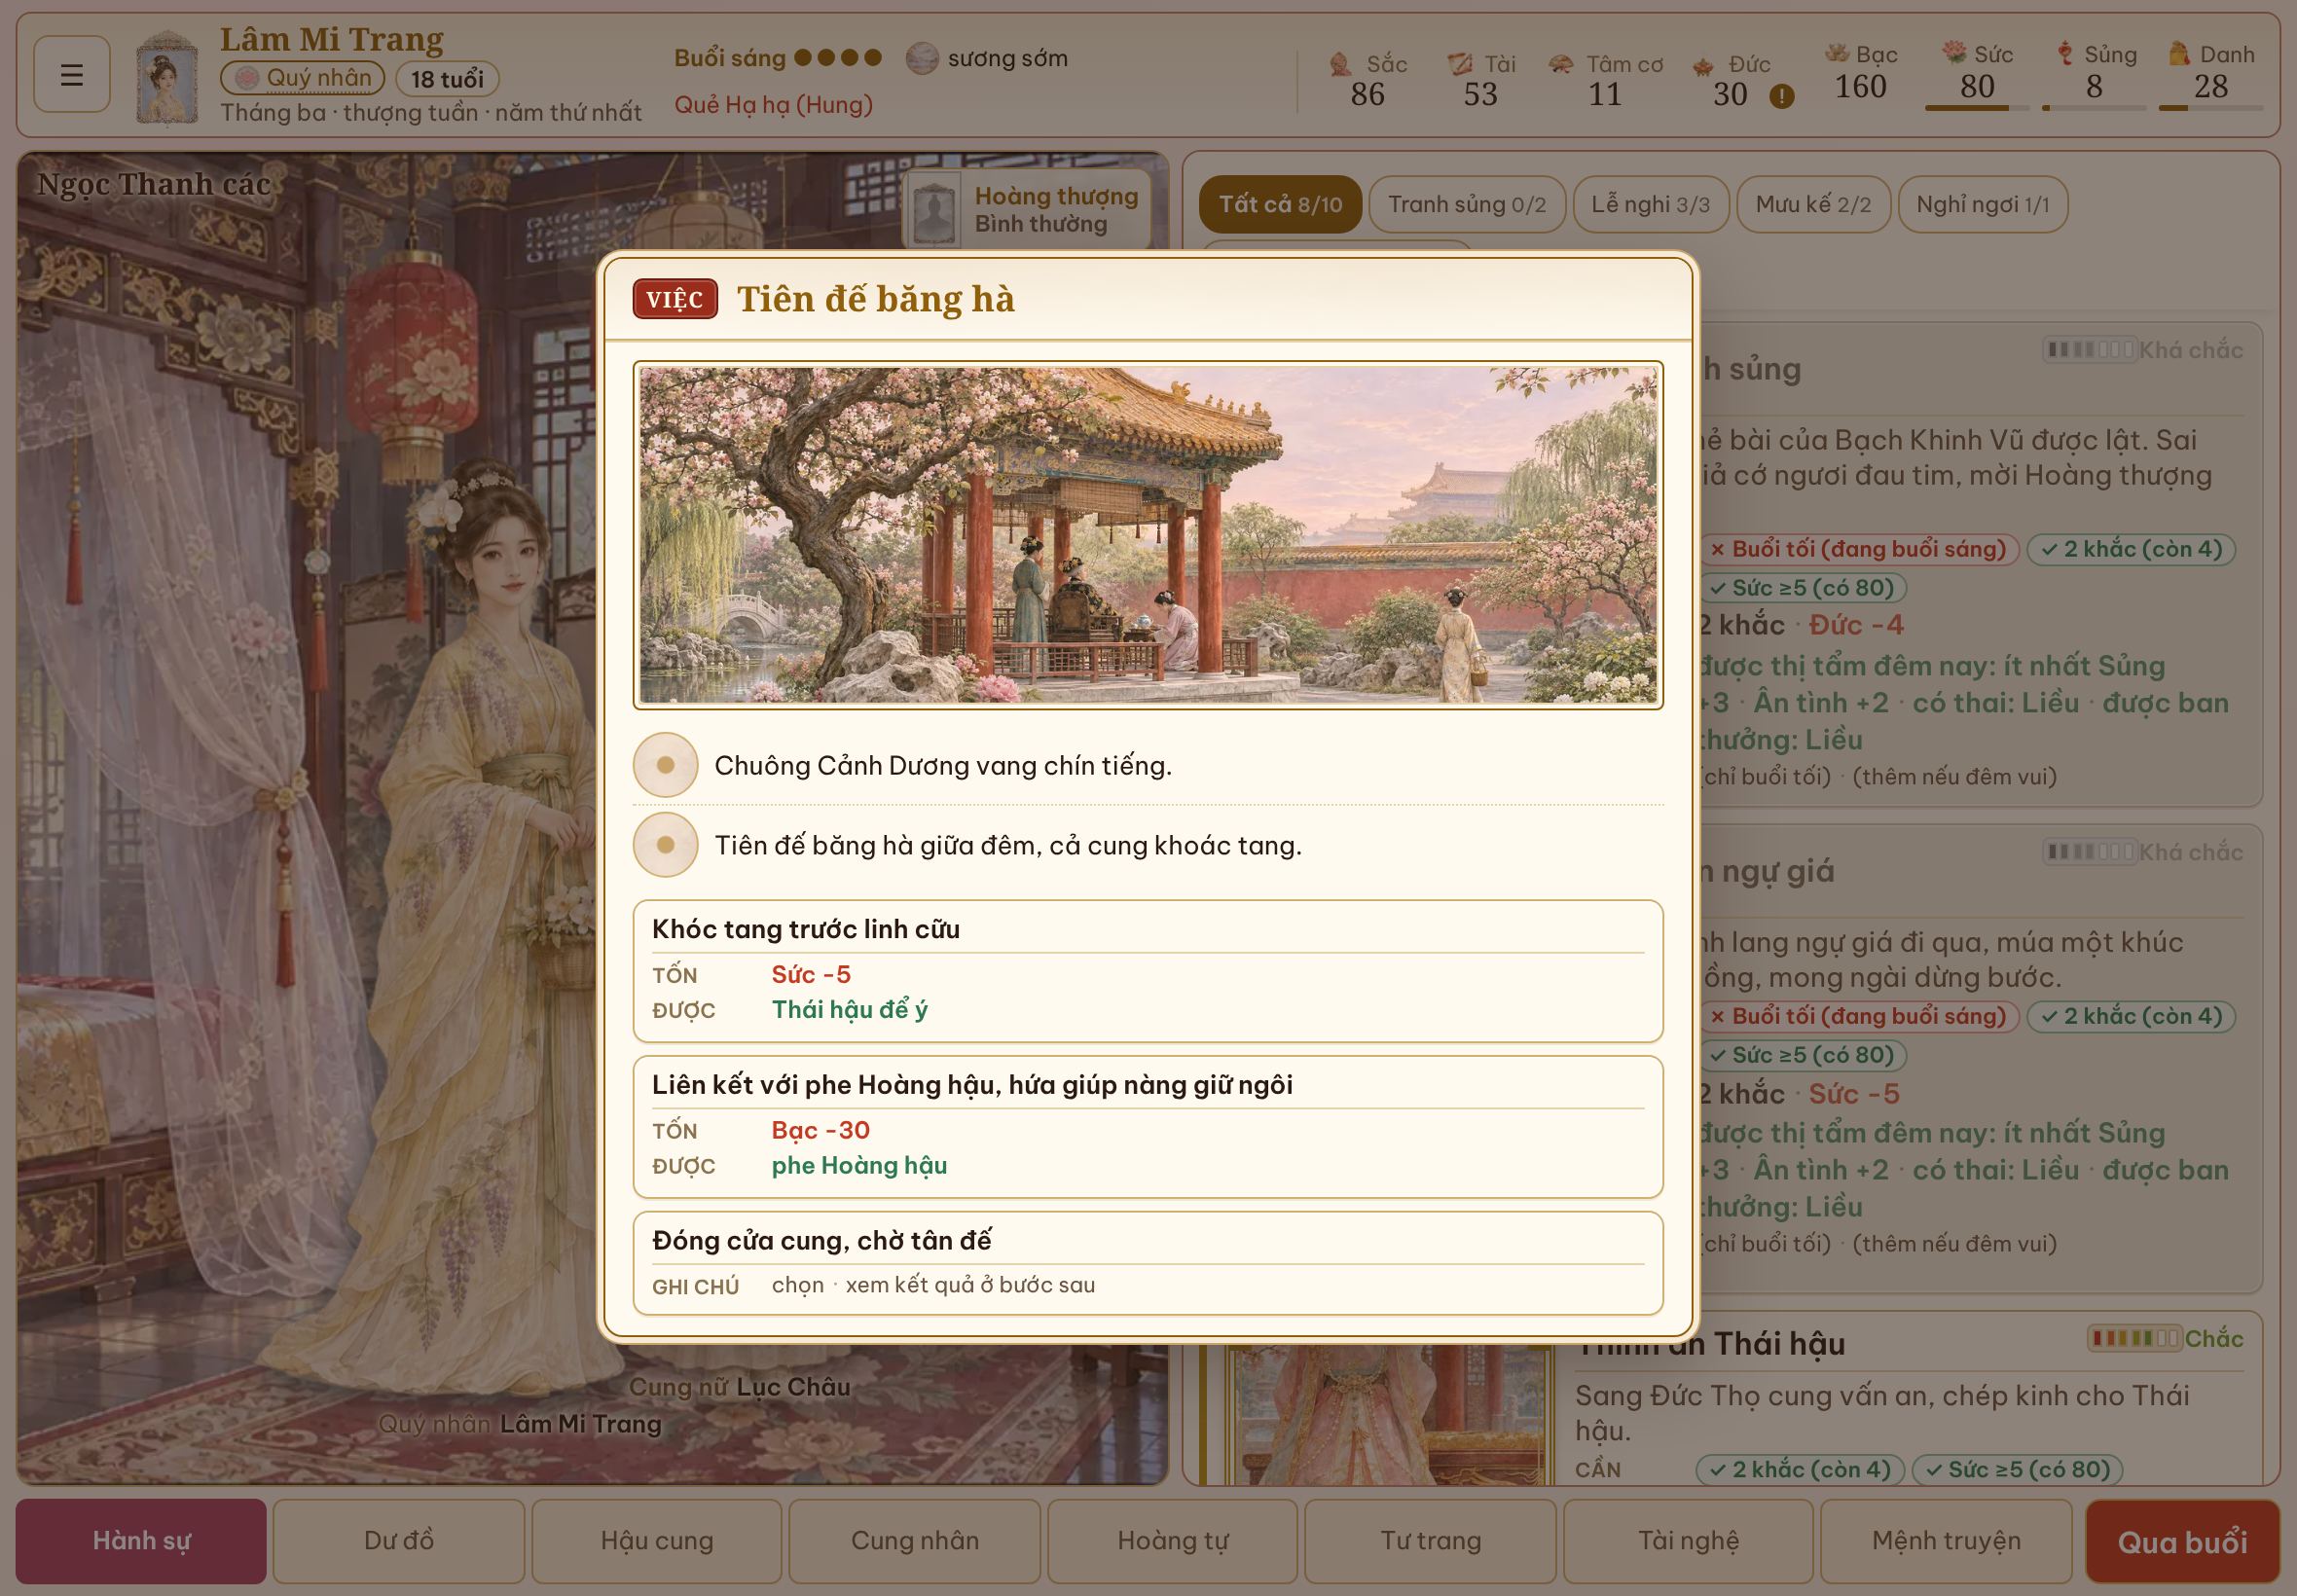 ☰
Lâm Mi Trang
Quý nhân
18 tuổi
Tháng ba · thượng tuần · năm thứ nhất
Buổi sáng
sương sớm
Quẻ Hạ hạ (Hung)
Sắc
86
Tài
53
Tâm cơ
11
Đức
30 !
Bạc
160
Sức
80
Sủng
8
Danh
28
Ngọc Thanh các
Hoàng thượng
Bình thường
Tất cả 8/10
Tranh sủng 0/2
Lễ nghi 3/3
Mưu kế 2/2
Nghỉ ngơi 1/1
VIỆC
Tiên đế băng hà
Chuông Cảnh Dương vang chín tiếng.
Tiên đế băng hà giữa đêm, cả cung khoác tang.
Khóc tang trước linh cữu
TỐN Sức -5
ĐƯỢC Thái hậu để ý
Liên kết với phe Hoàng hậu, hứa giúp nàng giữ ngôi
TỐN Bạc -30
ĐƯỢC phe Hoàng hậu
Đóng cửa cung, chờ tân đế
GHI CHÚ chọn · xem kết quả ở bước sau
sủng
Khá chắc
bài của Bạch Khinh Vũ được lật. Sai
cớ ngươi đau tim, mời Hoàng thượng
× Buổi tối (đang buổi sáng) ✓ 2 khắc (còn 4)
✓ Sức ≥5 (có 80)
2 khắc · Đức -4
được thị tẩm đêm nay: ít nhất Sủng
+3 · Ân tình +2 · có thai: Liều · được ban
thưởng: Liều
(chỉ buổi tối) · (thêm nếu đêm vui)
ngự giá
Khá chắc
lang ngự giá đi qua, múa một khúc
mong ngài dừng bước.
× Buổi tối (đang buổi sáng) ✓ 2 khắc (còn 4)
✓ Sức ≥5 (có 80)
2 khắc · Sức -5
được thị tẩm đêm nay: ít nhất Sủng
+3 · Ân tình +2 · có thai: Liều · được ban
thưởng: Liều
(chỉ buổi tối) · (thêm nếu đêm vui)
Thỉnh an Thái hậu
Chắc
Sang Đức Thọ cung vấn an, chép kinh cho Thái
hậu.
CẦN ✓ 2 khắc (còn 4) ✓ Sức ≥5 (có 80)
Cung nữ Lục Châu
Quý nhân Lâm Mi Trang
Hành sự
Dư đồ
Hậu cung
Cung nhân
Hoàng tự
Tư trang
Tài nghệ
Mệnh truyện
Qua buổi